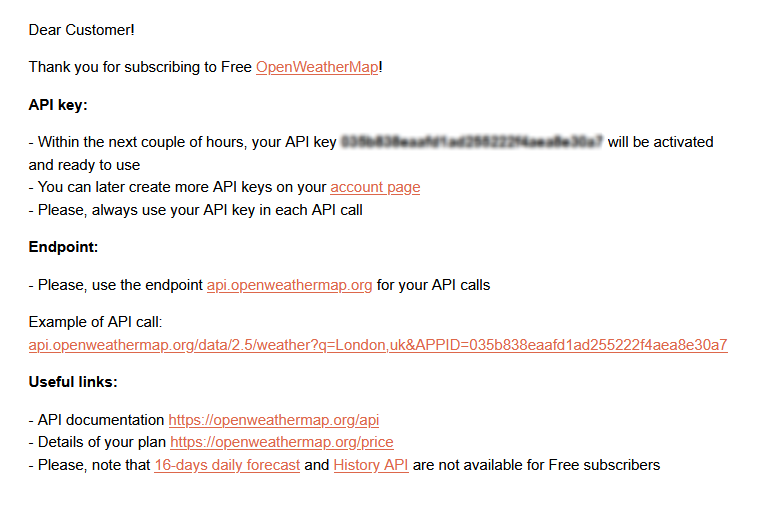 Dear Customer!
Thank you for subscribing to Free OpenWeatherMap!
API key:
- Within the next couple of hours, your API key will be activated
and ready to use
- You can later create more API keys on your account page
- Please, always use your API key in each API call
Endpoint:
- Please, use the endpoint api.openweathermap.org for your API calls
Example of API call:
api.openweathermap.org/data/2.5/weather?q=London,uk&APPID=035b838eaafd1ad255222f4aea8e30a7
Useful links:
- API documentation https://openweathermap.org/api
- Details of your plan https://openweathermap.org/price
- Please, note that 16-days daily forecast and History API are not available for Free subscribers